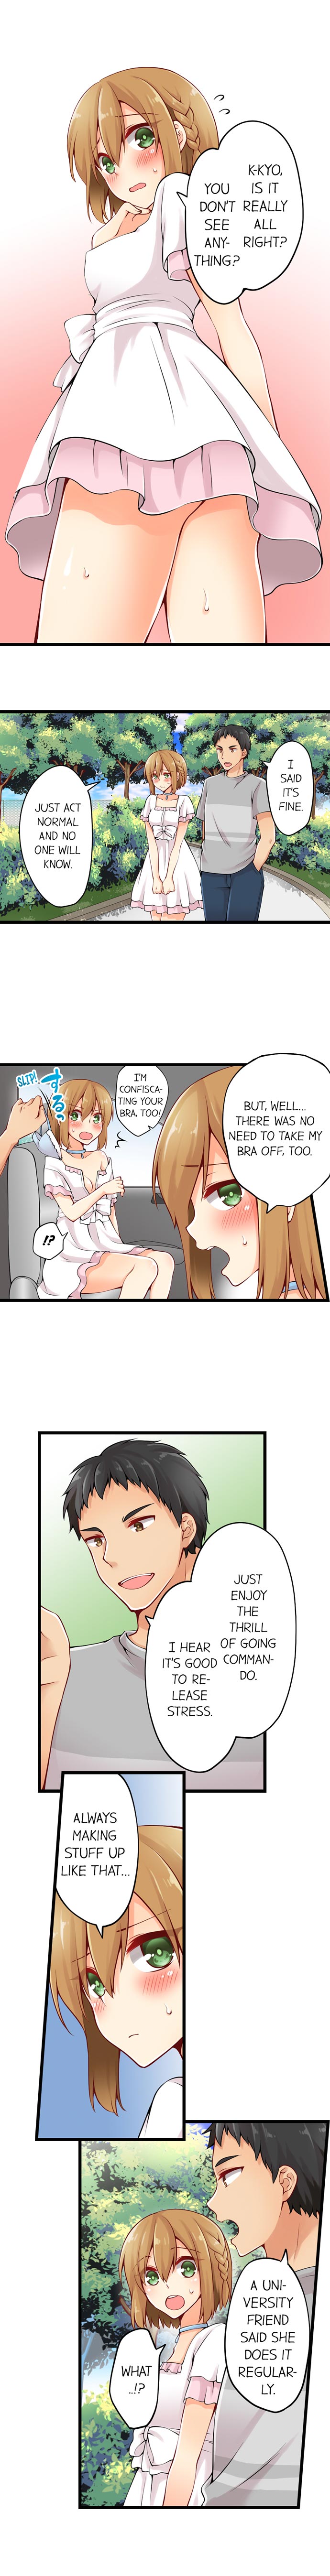 K-KYO,
IS IT
REALLY
ALL
RIGHT?
YOU
DON'T
SEE
ANY-
THING?
I
SAID
IT'S
FINE.
JUST ACT
NORMAL
AND NO
ONE WILL
KNOW.
BUT, WELL...
THERE WAS NO
NEED TO TAKE MY
BRA OFF, TOO.
I'M
CONFISCA-
TING YOUR
BRA, TOO!
SLIP!
する
!?
JUST
ENJOY
THE
THRILL
OF GOING
COMMAN-
DO.
I HEAR
IT'S GOOD
TO RE-
LEASE
STRESS.
ALWAYS
MAKING
STUFF UP
LIKE THAT...
A UNI-
VERSITY
FRIEND
SAID SHE
DOES IT
REGULAR-
LY.
WHAT
...!?